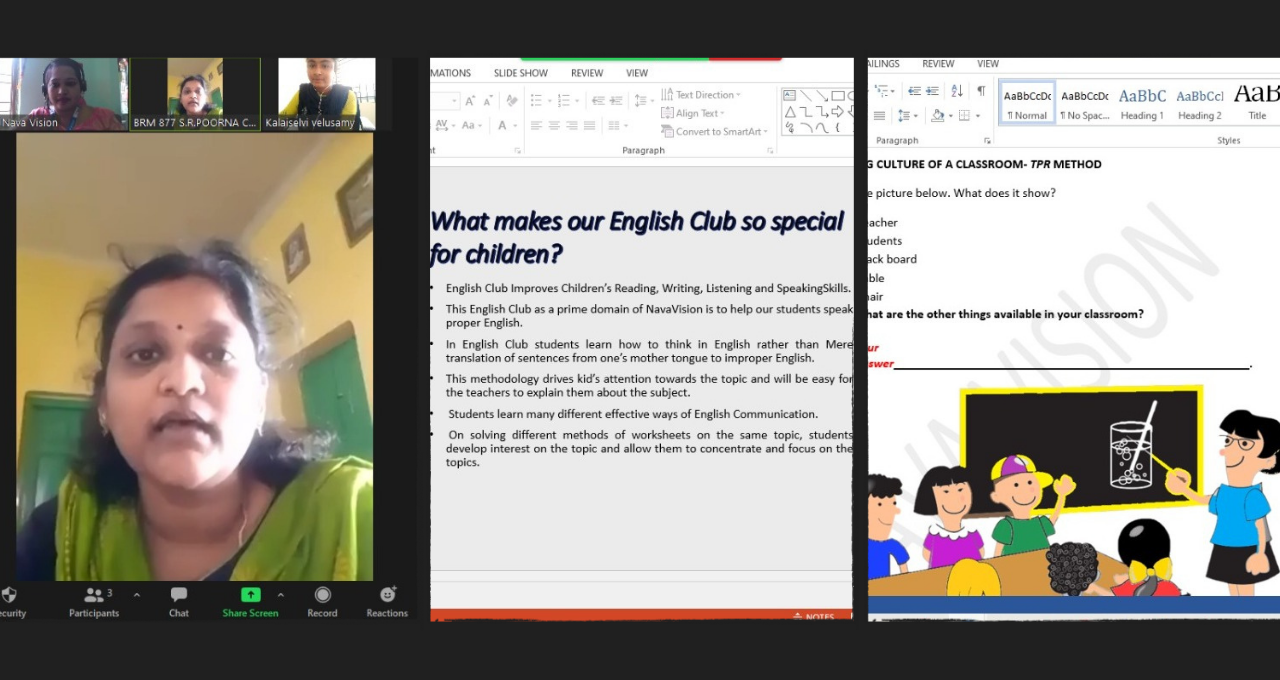 Nava Vision
BRM 877 S.R.POORNA C...
Kalaiselvi velusamy
ecurity
Participants
3
Chat
Share Screen
Record
Reactions
MATIONS SLIDE SHOW REVIEW VIEW
Text Direction
Align Text
Convert to SmartArt
Paragraph
What makes our English Club so special
for children?
• English Club Improves Children's Reading, Writing, Listening and SpeakingSkills.
• This English Club as a prime domain of NavaVision is to help our students speak
proper English.
• In English Club students learn how to think in English rather than Mere
translation of sentences from one's mother tongue to improper English.
• This methodology drives kid's attention towards the topic and will be easy for
the teachers to explain them about the subject.
• Students learn many different effective ways of English Communication.
• On solving different methods of worksheets on the same topic, students
develop interest on the topic and allow them to concentrate and focus on the
topics.
NOTES
AILINGS REVIEW VIEW
AaBbCcDc AaBbCcDc AaBbC AaBbCcI AaB
¶ Normal ¶ No Spac... Heading 1 Heading 2 Title
Paragraph
Styles
G CULTURE OF A CLASSROOM- TPR METHOD
e picture below. What does it show?
eacher
udents
ack board
ble
air
hat are the other things available in your classroom?
ur
swer
VISION